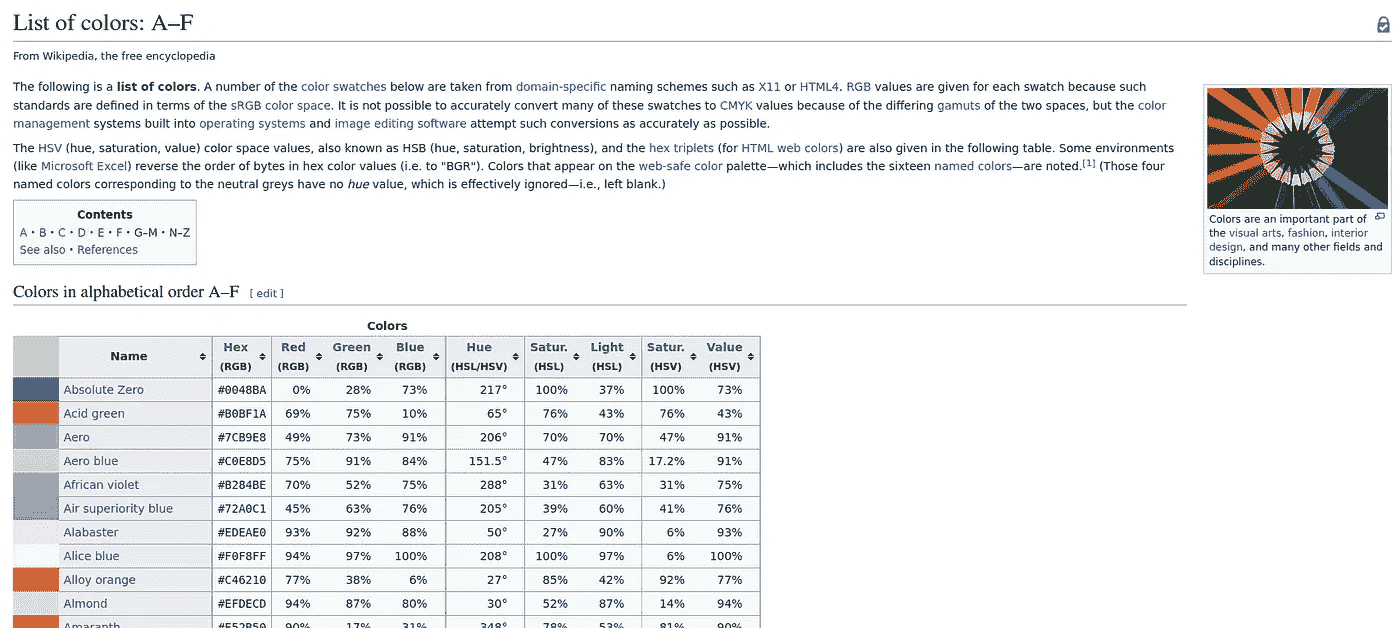 List of colors: A–F
From Wikipedia, the free encyclopedia
The following is a list of colors. A number of the color swatches below are taken from domain-specific naming schemes such as X11 or HTML4. RGB values are given for each swatch because such
standards are defined in terms of the sRGB color space. It is not possible to accurately convert many of these swatches to CMYK values because of the differing gamuts of the two spaces, but the color
management systems built into operating systems and image editing software attempt such conversions as accurately as possible.
The HSV (hue, saturation, value) color space values, also known as HSB (hue, saturation, brightness), and the hex triplets (for HTML web colors) are also given in the following table. Some environments
(like Microsoft Excel) reverse the order of bytes in hex color values (i.e. to "BGR"). Colors that appear on the web-safe color palette—which includes the sixteen named colors—are noted.[1] (Those four
named colors corresponding to the neutral greys have no hue value, which is effectively ignored—i.e., left blank.)
Colors are an important part of
the visual arts, fashion, interior
design, and many other fields and
disciplines.
Contents
A • B • C • D • E • F • G–M • N–Z
See also • References
Colors in alphabetical order A–F [ edit ]
Colors
Name Hex (RGB) Red (RGB) Green (RGB) Blue (RGB) Hue (HSL/HSV) Satur. (HSL) Light (HSL) Satur. (HSV) Value (HSV)
Absolute Zero #0048BA 0% 28% 73% 217° 100% 37% 100% 73%
Acid green #B0BF1A 69% 75% 10% 65° 76% 43% 76% 43%
Aero #7CB9E8 49% 73% 91% 206° 70% 70% 47% 91%
Aero blue #C0E8D5 75% 91% 84% 151.5° 47% 83% 17.2% 91%
African violet #B284BE 70% 52% 75% 288° 31% 63% 31% 75%
Air superiority blue #72A0C1 45% 63% 76% 205° 39% 60% 41% 76%
Alabaster #EDEAE0 93% 92% 88% 50° 27% 90% 6% 93%
Alice blue #F0F8FF 94% 97% 100% 208° 100% 97% 6% 100%
Alloy orange #C46210 77% 38% 6% 27° 85% 42% 92% 77%
Almond #EFDECD 94% 87% 80% 30° 52% 87% 14% 94%
Amaranth #E52B50 90% 17% 31% 348° 78% 53% 81% 90%